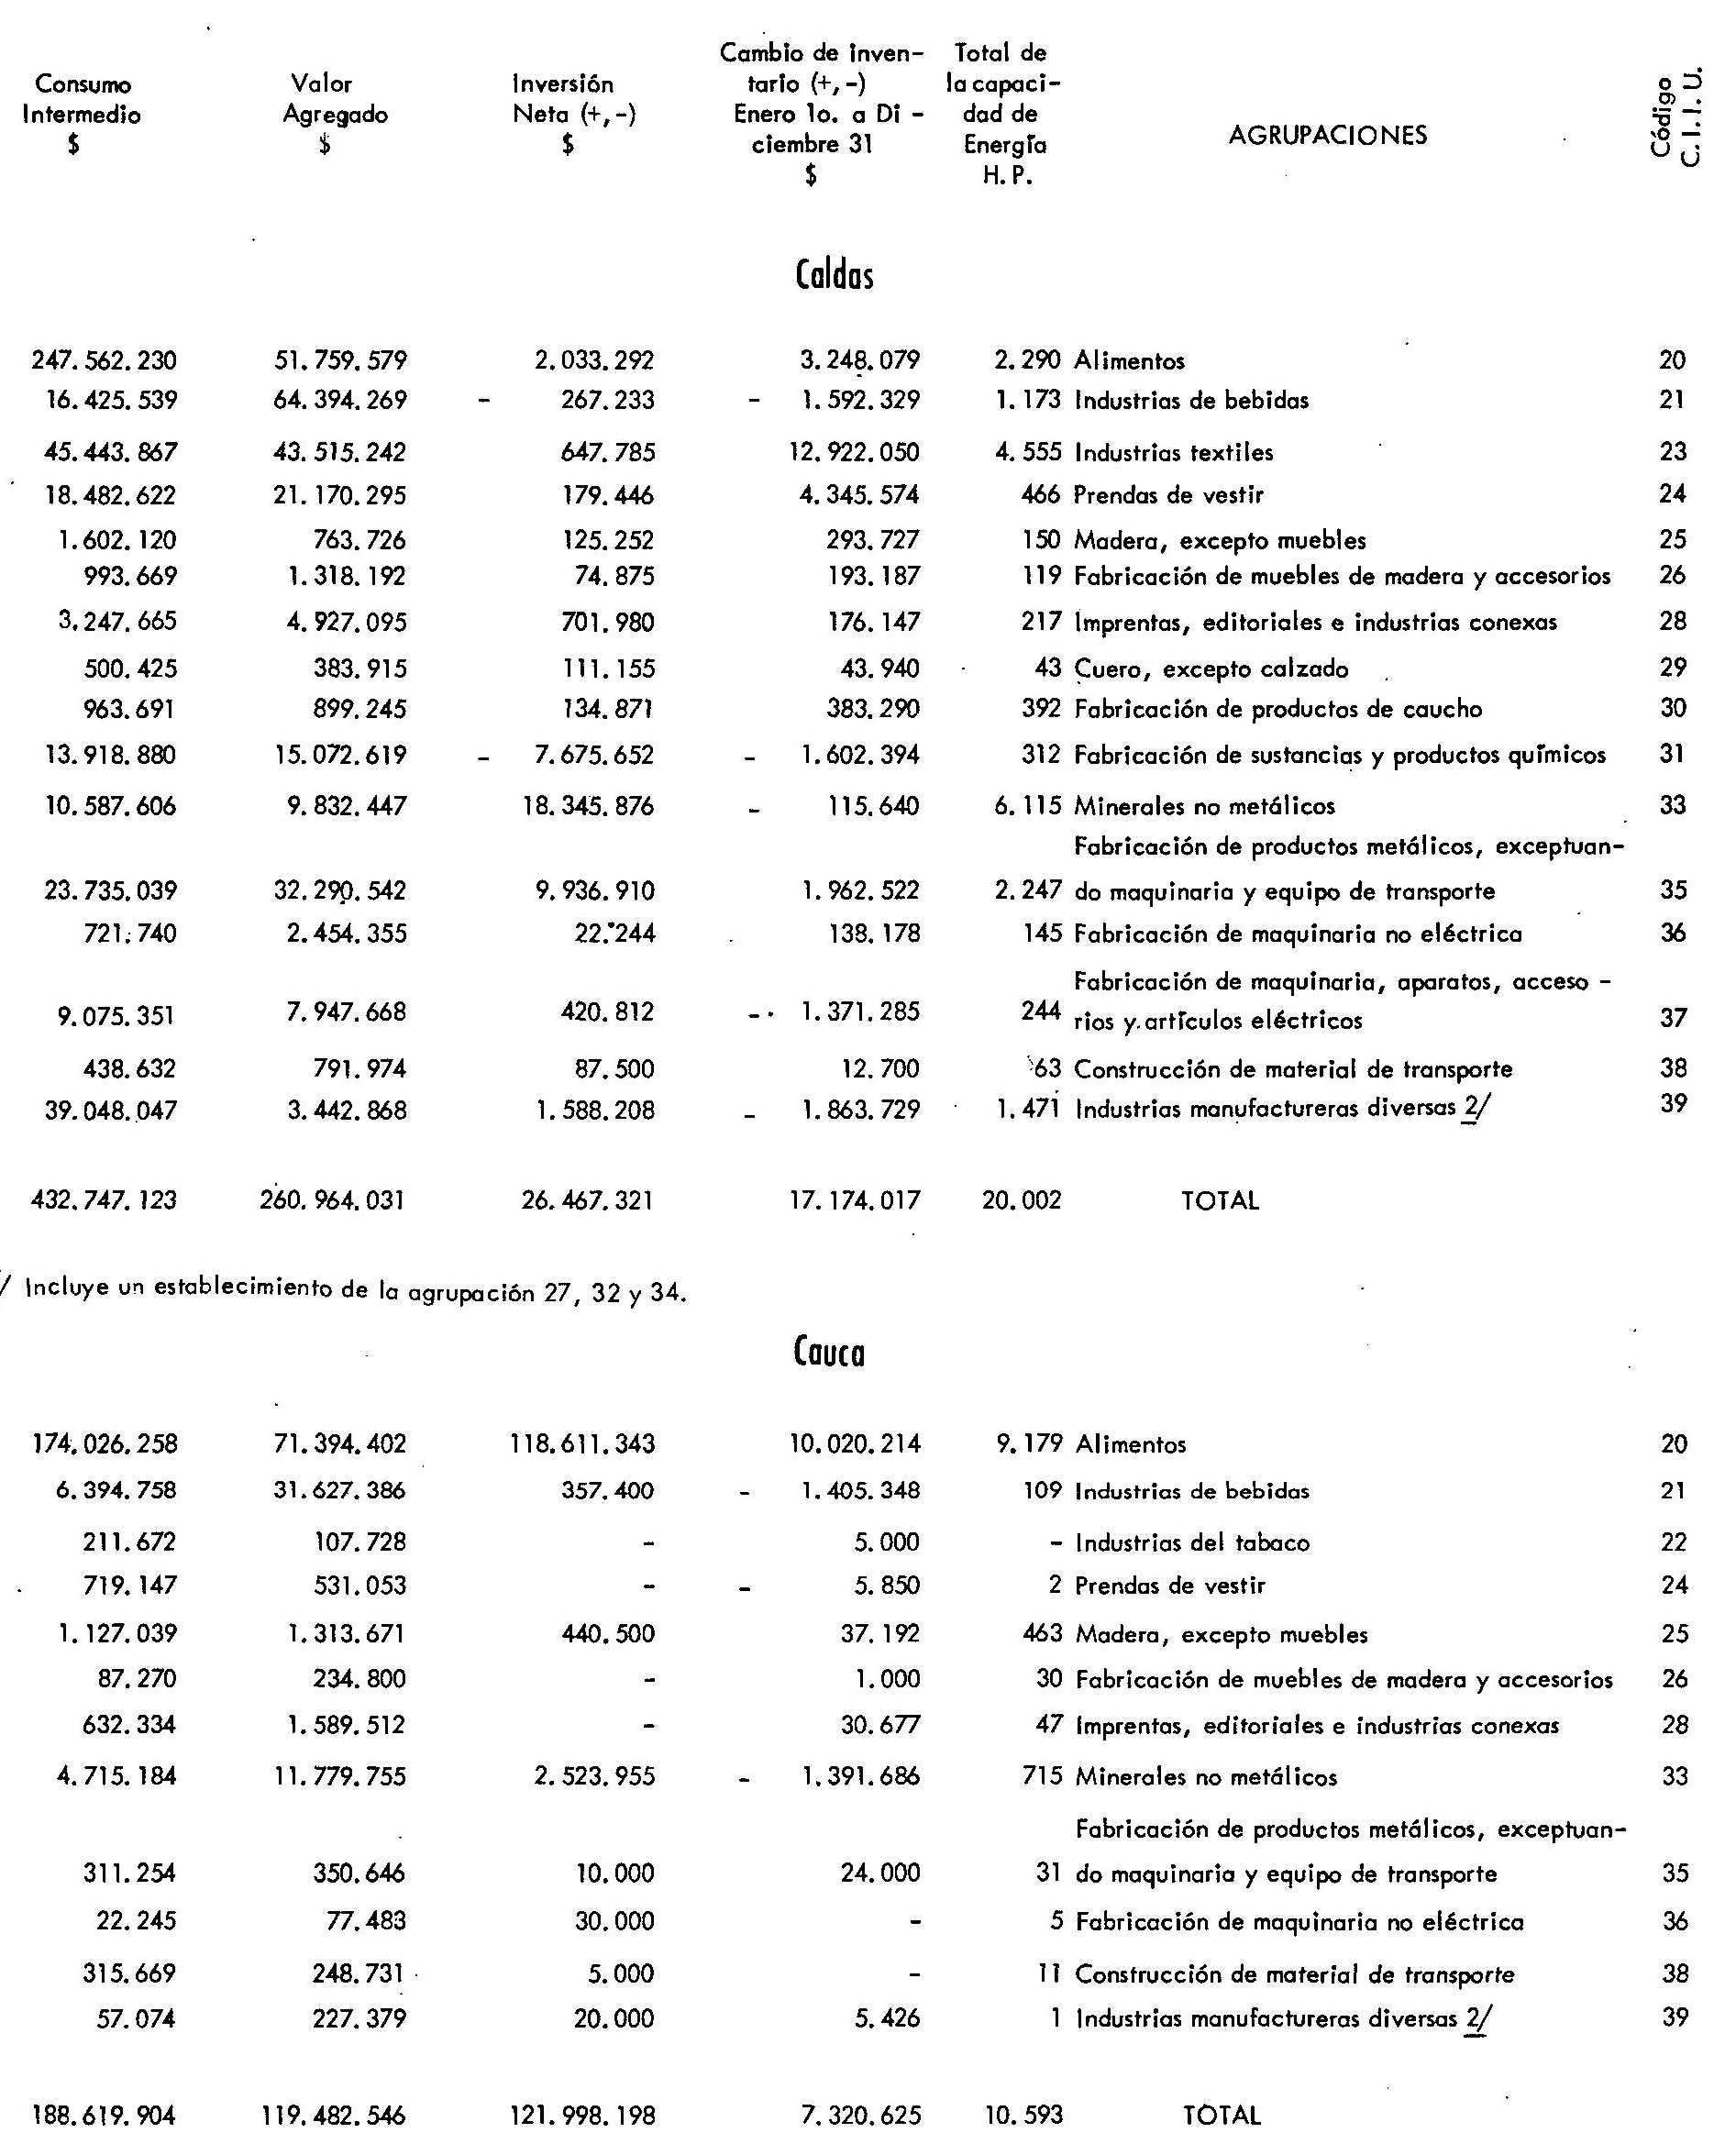 Consumo Intermedio $ Valor Agregado $ Inversión Neta (+,-) $ Cambio de inven- tario (+,-) Enero 1o. a Di - ciembre 31 $ Total de la capaci- dad de Energía H.P. AGRUPACIONES Código C.I.I.U.
Caldas
247.562.230 51.759.579 2.033.292 3.248.079 2.290 Alimentos 20
16.425.539 64.394.269 - 267.233 - 1.592.329 1.173 Industrias de bebidas 21
45.443.867 43.515.242 647.785 12.922.050 4.555 Industrias textiles 23
18.482.622 21.170.295 179.446 4.345.574 466 Prendas de vestir 24
1.602.120 763.726 125.252 293.727 150 Madera, excepto muebles 25
993.669 1.318.192 74.875 193.187 119 Fabricación de muebles de madera y accesorios 26
3.247.665 4.927.095 701.980 176.147 217 Imprentas, editoriales e industrias conexas 28
500.425 383.915 111.155 43.940 43 Cuero, excepto calzado 29
963.691 899.245 134.871 383.290 392 Fabricación de productos de caucho 30
13.918.880 15.072.619 - 7.675.652 - 1.602.394 312 Fabricación de sustancias y productos químicos 31
10.587.606 9.832.447 18.345.876 - 115.640 6.115 Minerales no metálicos 33
Fabricación de productos metálicos, exceptuan-
23.735.039 32.290.542 9.936.910 1.962.522 2.247 do maquinaria y equipo de transporte 35
721.740 2.454.355 22.244 138.178 145 Fabricación de maquinaria no eléctrica 36
Fabricación de maquinaria, aparatos, acceso -
9.075.351 7.947.668 420.812 - 1.371.285 244 rios y artículos eléctricos 37
438.632 791.974 87.500 12.700 63 Construcción de material de transporte 38
39.048.047 3.442.868 1.588.208 - 1.863.729 1.471 Industrias manufactureras diversas 2/ 39
432.747.123 260.964.031 26.467.321 17.174.017 20.002 TOTAL
/ Incluye un establecimiento de la agrupación 27, 32 y 34.
Cauca
174.026.258 71.394.402 118.611.343 10.020.214 9.179 Alimentos 20
6.394.758 31.627.386 357.400 - 1.405.348 109 Industrias de bebidas 21
211.672 107.728 - 5.000 - Industrias del tabaco 22
719.147 531.053 - - 5.850 2 Prendas de vestir 24
1.127.039 1.313.671 440.500 37.192 463 Madera, excepto muebles 25
87.270 234.800 - 1.000 30 Fabricación de muebles de madera y accesorios 26
632.334 1.589.512 - 30.677 47 Imprentas, editoriales e industrias conexas 28
4.715.184 11.779.755 2.523.955 - 1.391.686 715 Minerales no metálicos 33
Fabricación de productos metálicos, exceptuan-
311.254 350.646 10.000 24.000 31 do maquinaria y equipo de transporte 35
22.245 77.483 30.000 - 5 Fabricación de maquinaria no eléctrica 36
315.669 248.731 5.000 - 11 Construcción de material de transporte 38
57.074 227.379 20.000 5.426 1 Industrias manufactureras diversas 2/ 39
188.619.904 119.482.546 121.998.198 7.320.625 10.593 TOTAL